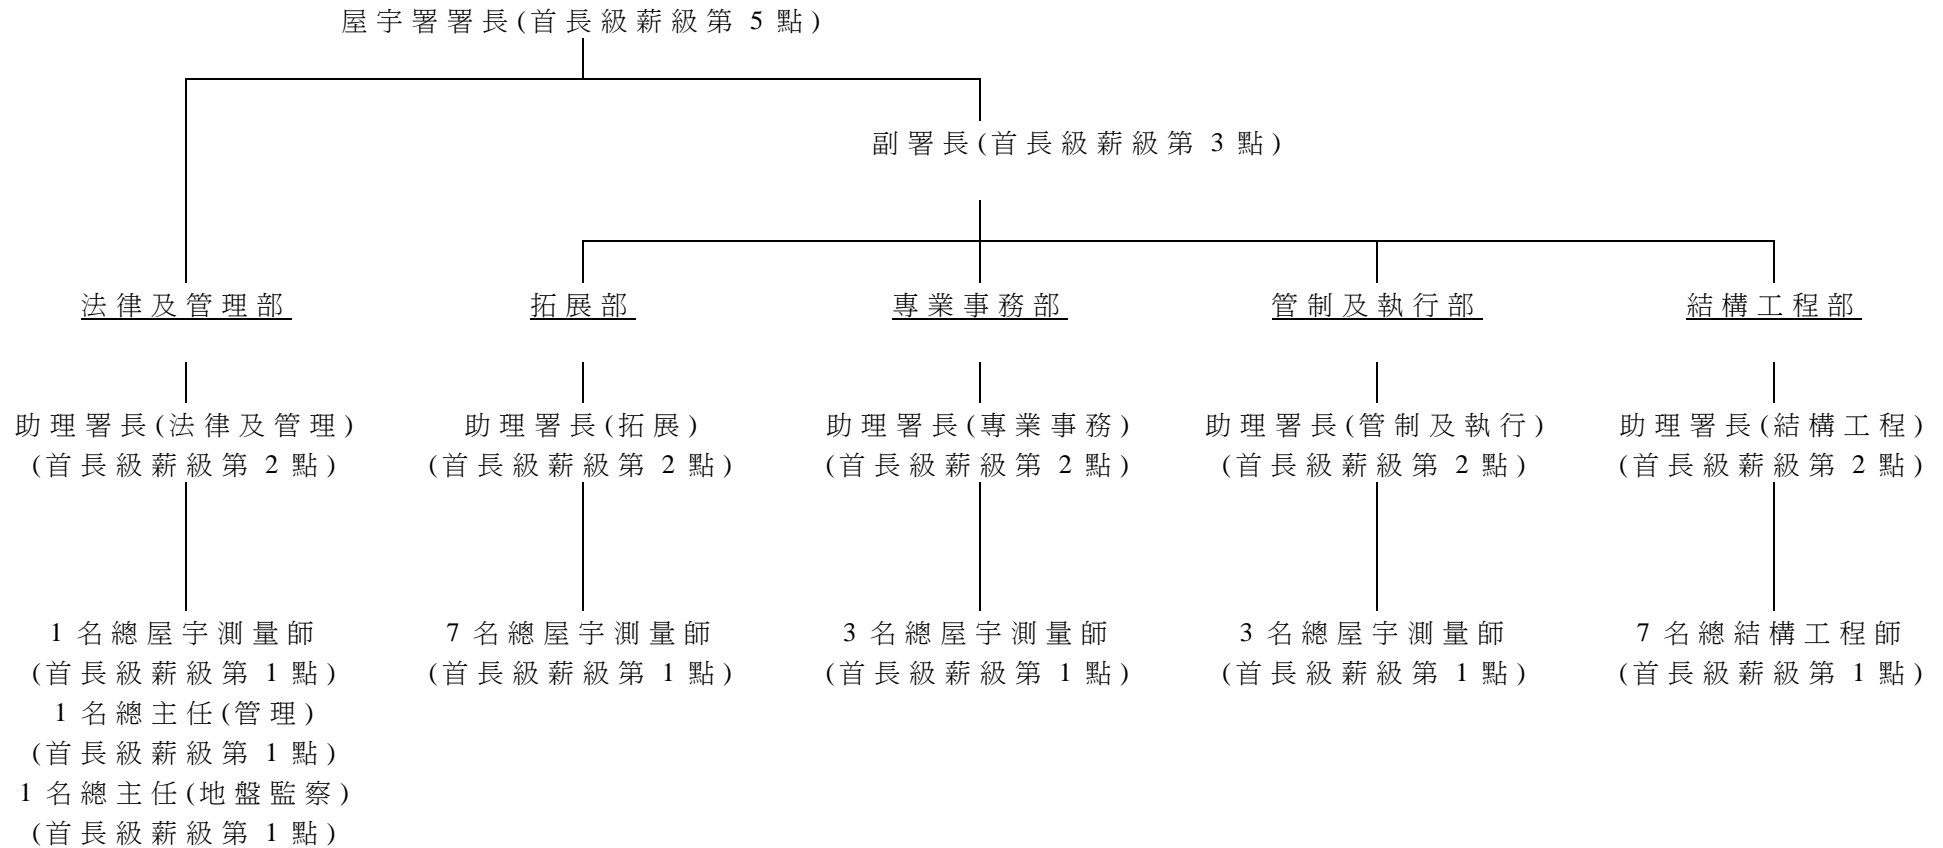 屋宇署署長(首長級薪級第 5 點)
副署長(首長級薪級第 3 點)
法律及管理部
拓展部
專業事務部
管制及執行部
結構工程部
助理署長(法律及管理)
(首長級薪級第 2 點)
助理署長(拓展)
(首長級薪級第 2 點)
助理署長(專業事務)
(首長級薪級第 2 點)
助理署長(管制及執行)
(首長級薪級第 2 點)
助理署長(結構工程)
(首長級薪級第 2 點)
1 名總屋宇測量師
(首長級薪級第 1 點)
1 名總主任(管理)
(首長級薪級第 1 點)
1 名總主任(地盤監察)
(首長級薪級第 1 點)
7 名總屋宇測量師
(首長級薪級第 1 點)
3 名總屋宇測量師
(首長級薪級第 1 點)
3 名總屋宇測量師
(首長級薪級第 1 點)
7 名總結構工程師
(首長級薪級第 1 點)